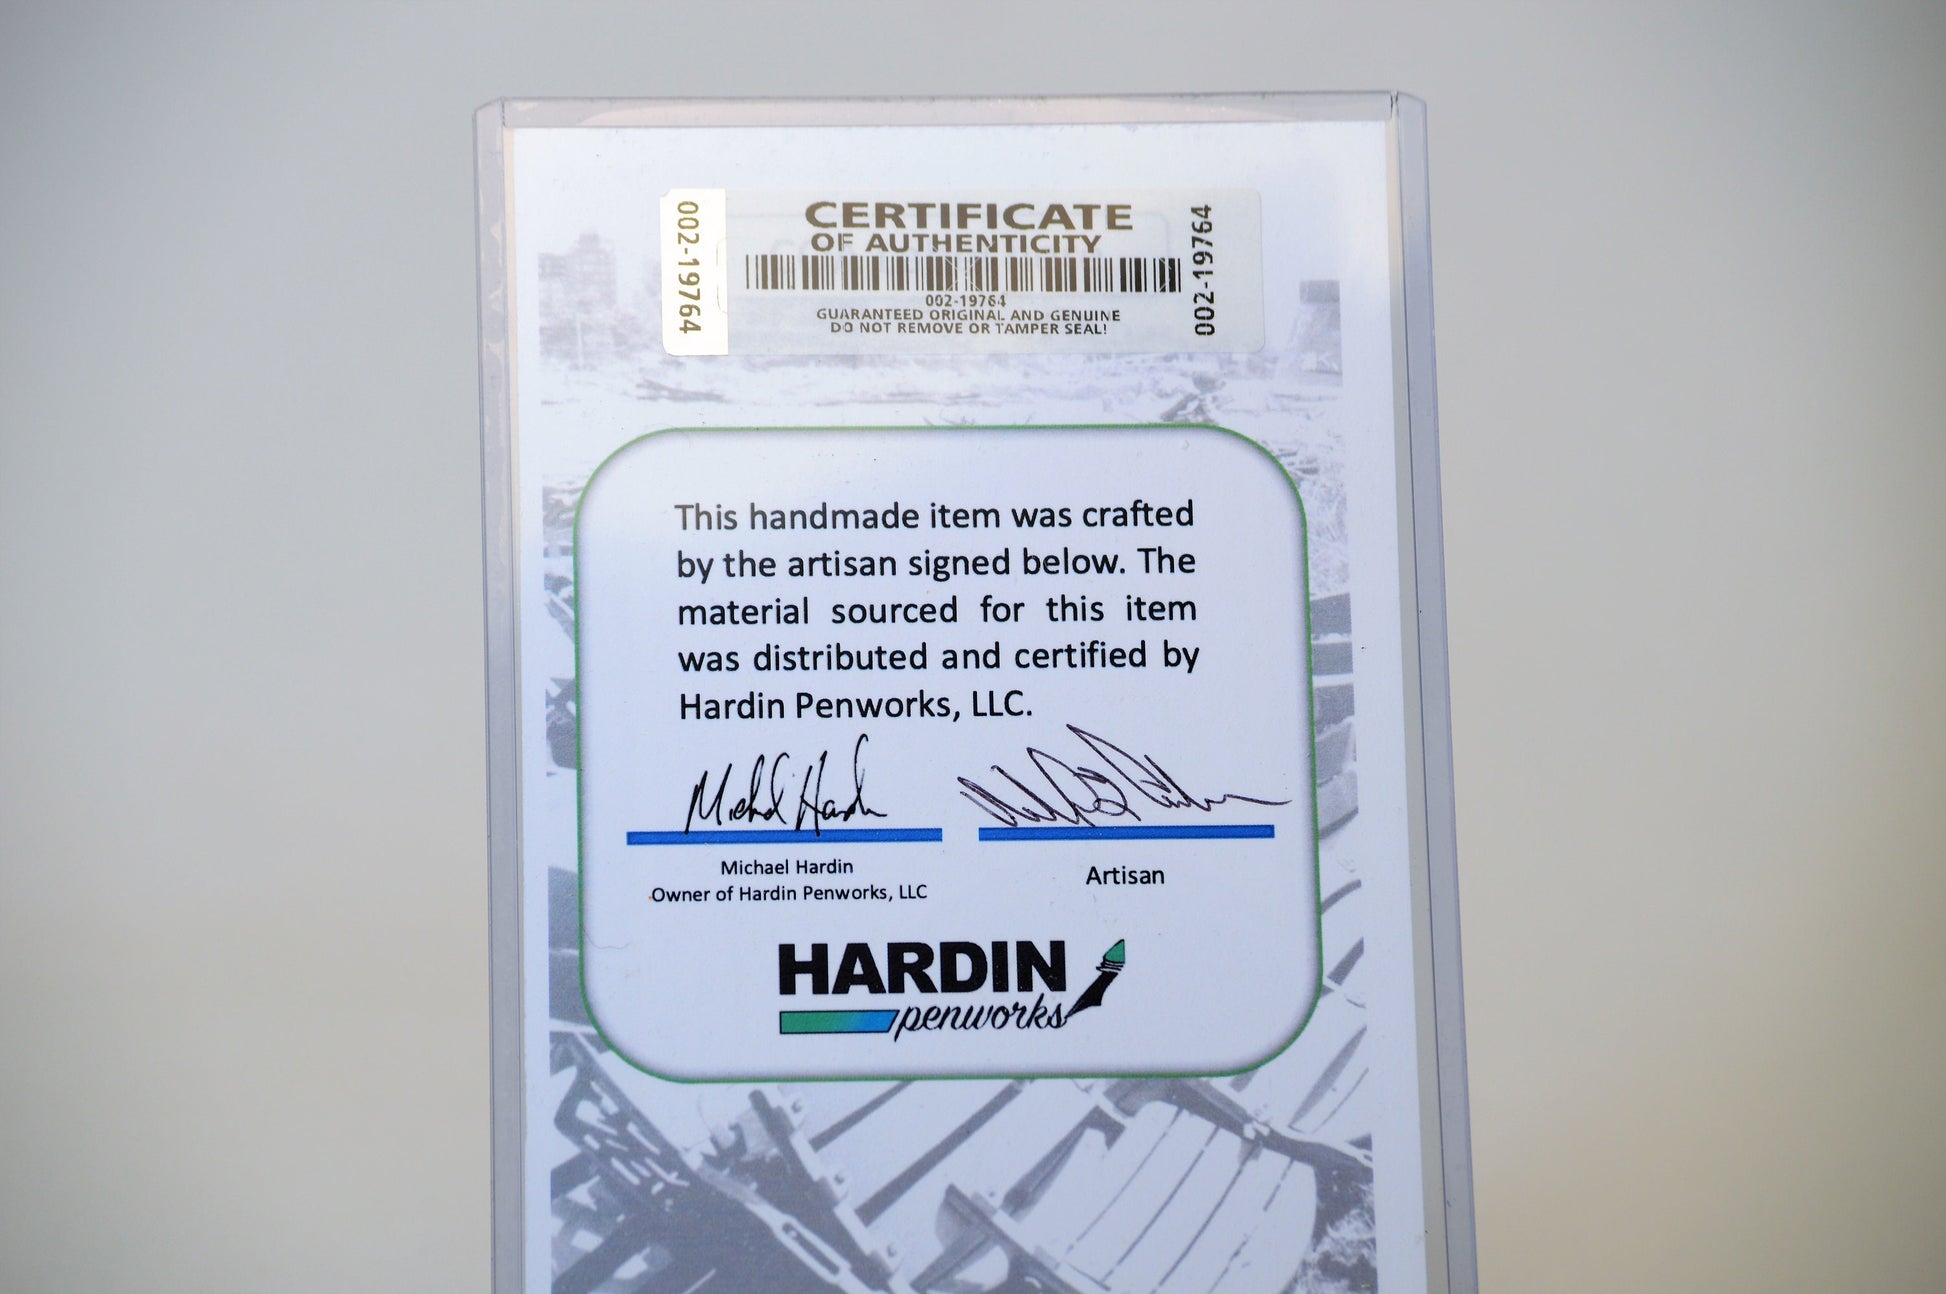 CERTIFICATE
OF AUTHENTICITY
002-19764
002-19764
002-19764
GUARANTEED ORIGINAL AND GENUINE
DO NOT REMOVE OR TAMPER SEAL!
This handmade item was crafted
by the artisan signed below. The
material sourced for this item
was distributed and certified by
Hardin Penworks, LLC.
Michael Hardin
Michael Hardin
Owner of Hardin Penworks, LLC
Artisan
HARDIN
penworks